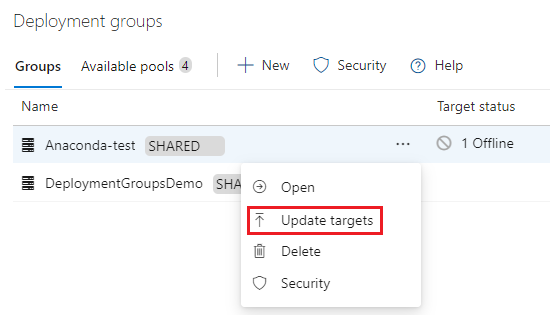 Deployment groups
Groups Available pools 4 New Security Help
Name Target status
Anaconda-test SHARED ... 1 Offline
DeploymentGroupsDemo
Open
Update targets
Delete
Security